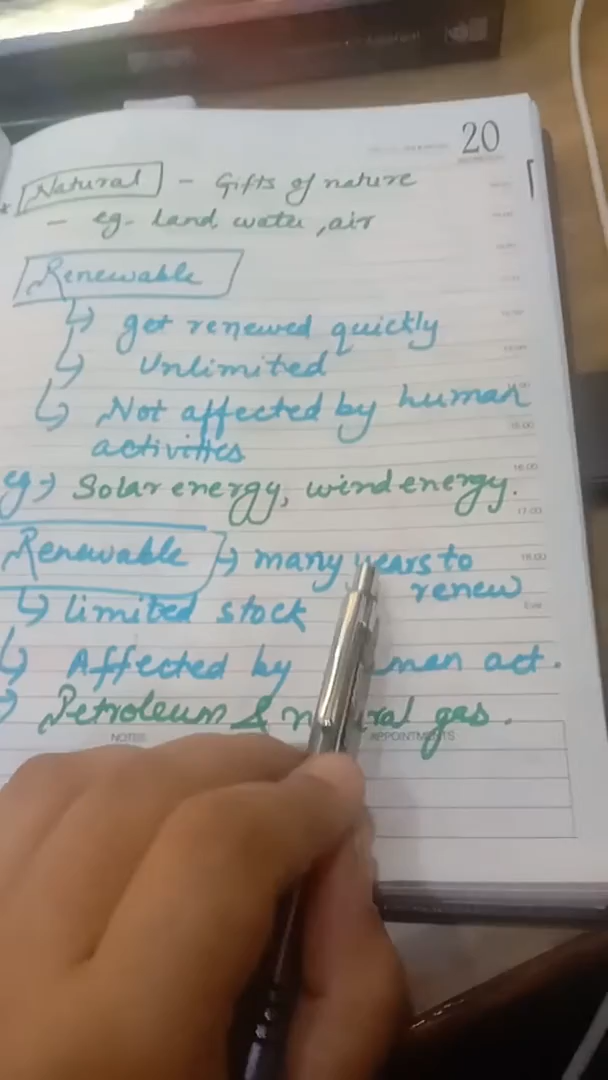 20
Natural - Gifts of nature
- eg. land water, air
Renewable
↳ get renewed quickly
↳ Unlimited
↳ Not affected by human
activities
eg → Solar energy, wind energy.
Renewable → many years to
renew
↳ limited stock
↳ Affected by man act.
Petroleum & ral gas.
NOTES APPOINTMENTS